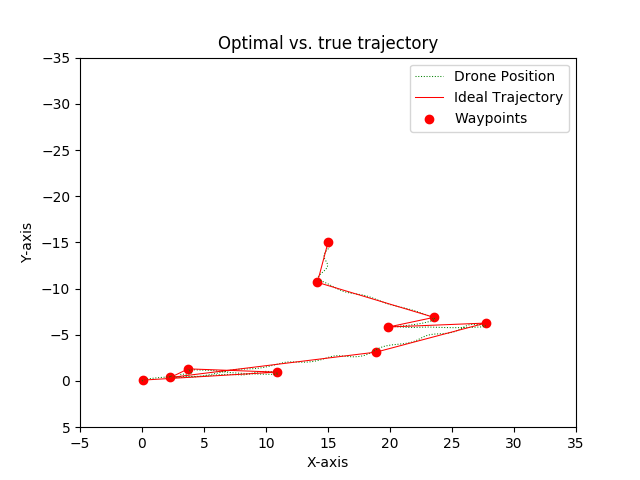 Optimal vs. true trajectory
Drone Position
Ideal Trajectory
Waypoints
−35
−30
−25
−20
−15
−10
−5
0
5
Y-axis
−5 0 5 10 15 20 25 30 35
X-axis